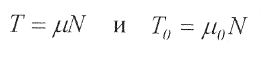 T = μN и T₀ = μ₀N